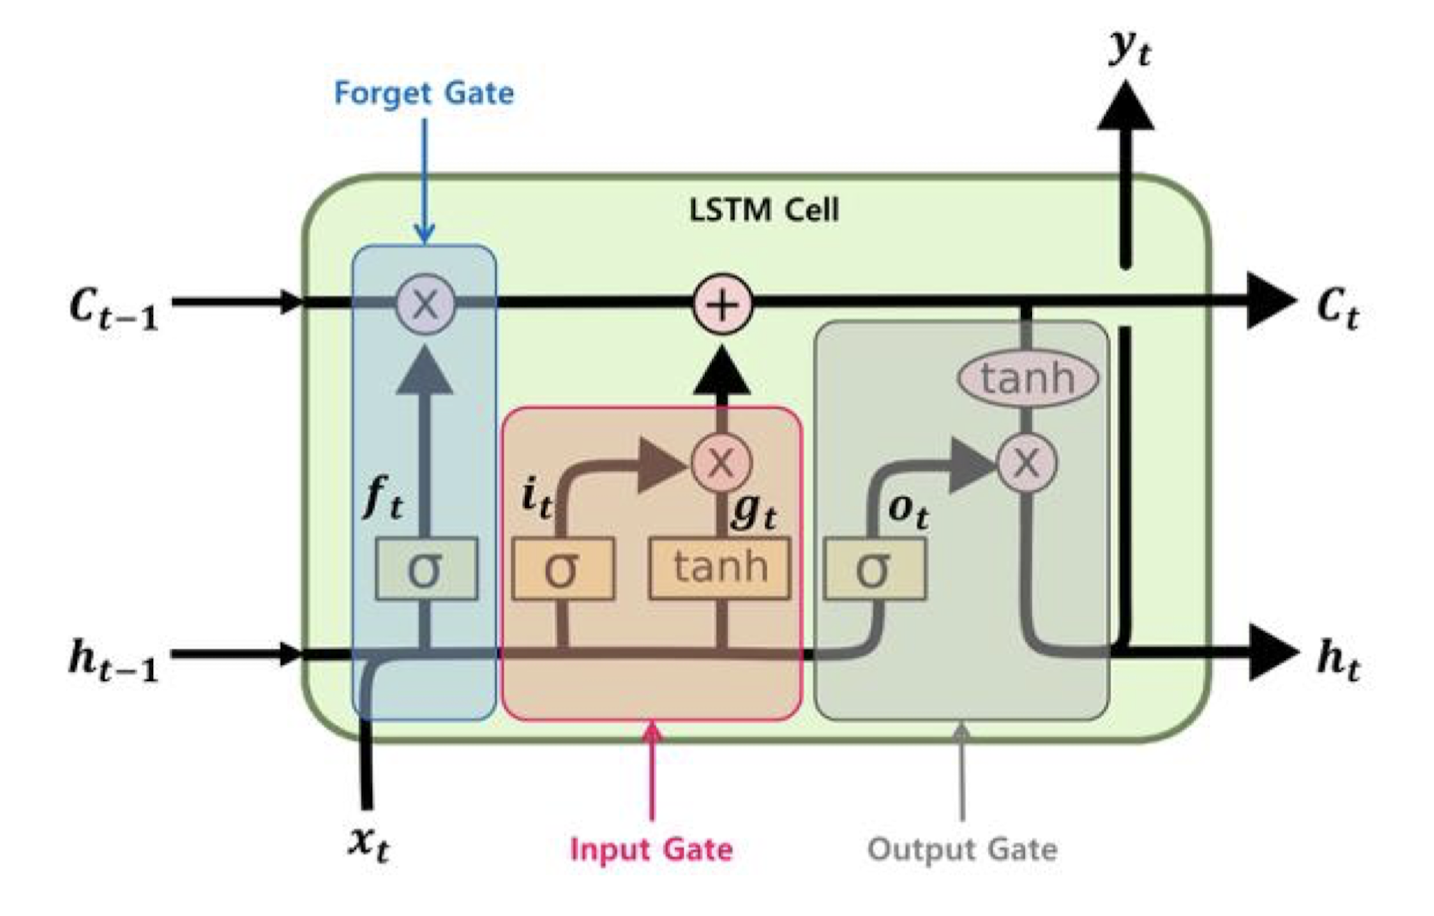 y_t
Forget Gate
LSTM Cell
C_{t-1}
x
+
C_t
tanh
x
x
f_t
i_t
g_t
o_t
σ
σ
tanh
σ
h_{t-1}
h_t
x_t
Input Gate
Output Gate